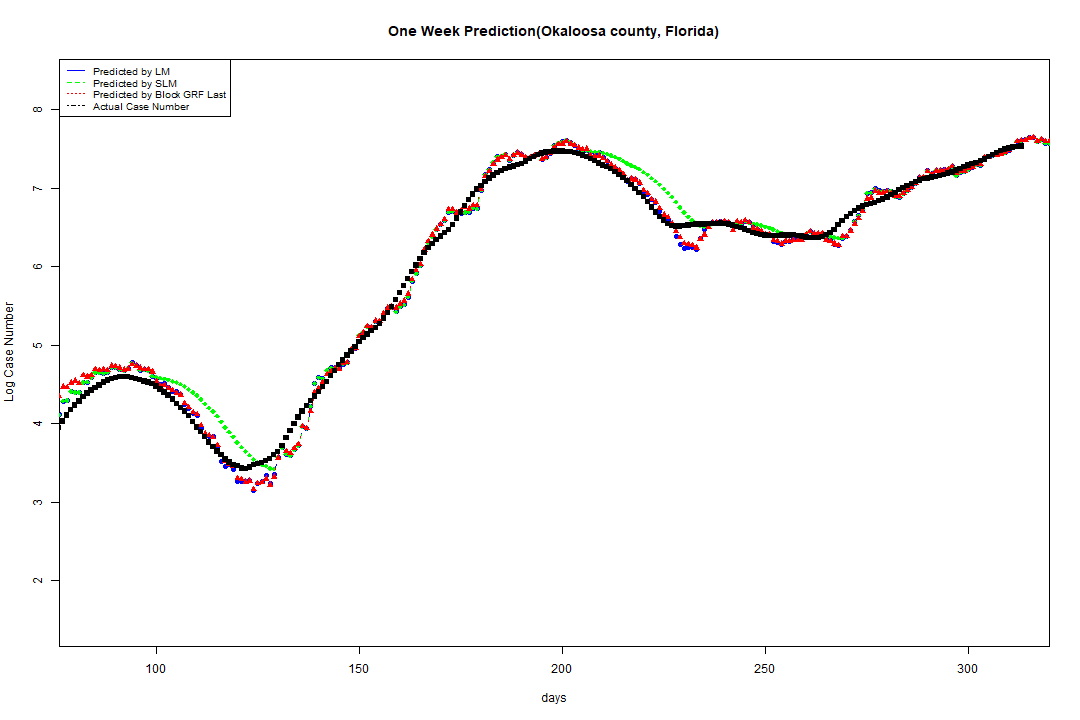 One Week Prediction(Okaloosa county, Florida)
Predicted by LM
Predicted by SLM
Predicted by Block GRF Last
Actual Case Number
Log Case Number
8
7
6
5
4
3
2
100 150 200 250 300
days